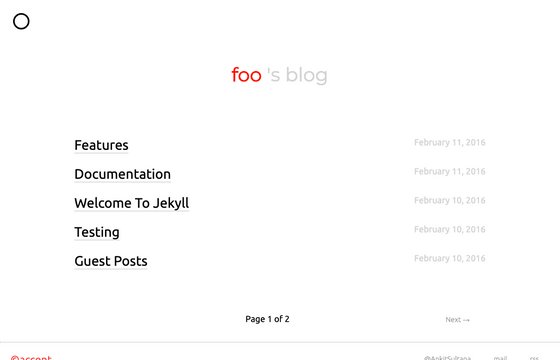 foo 's blog
Features February 11, 2016
Documentation February 11, 2016
Welcome To Jekyll February 10, 2016
Testing February 10, 2016
Guest Posts February 10, 2016
Page 1 of 2 Next →
©accent @AnkitSultana mail